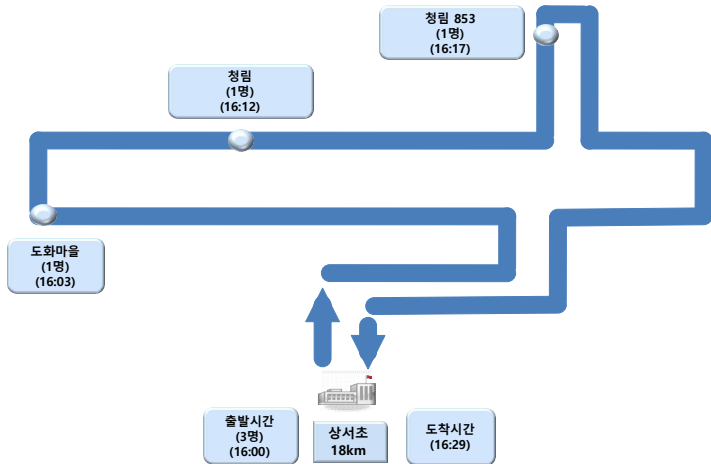 청림 853
(1명)
(16:17)
청림
(1명)
(16:12)
도화마을
(1명)
(16:03)
출발시간
(3명)
(16:00)
상서초
18km
도착시간
(16:29)